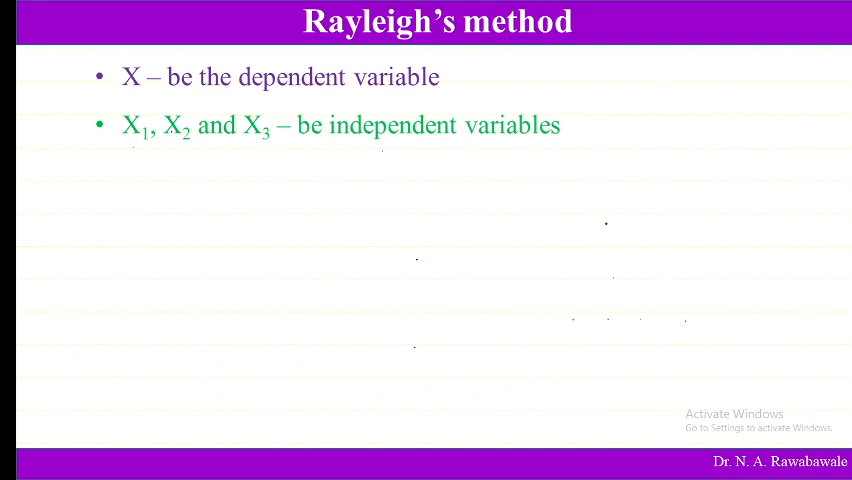 Rayleigh’s method
• X – be the dependent variable
• X₁, X₂ and X₃ – be independent variables
Activate Windows
Go to Settings to activate Windows.
Dr. N. A. Rawabawale